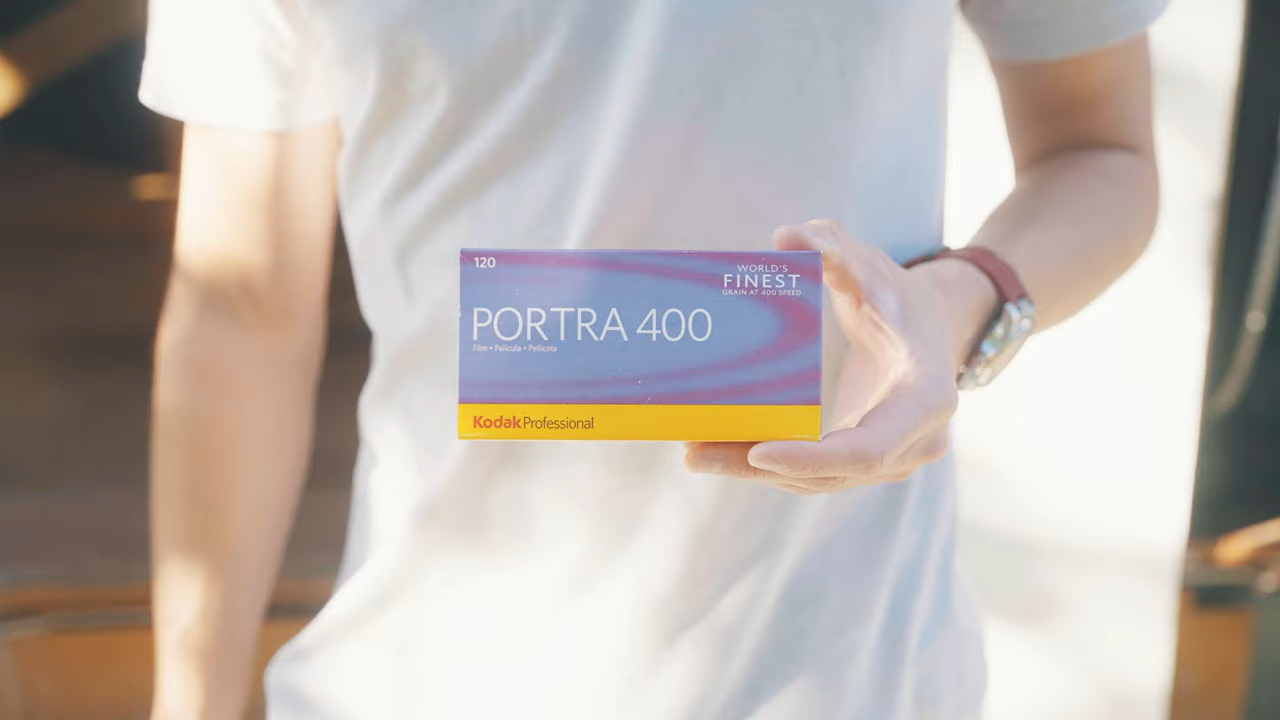 120
WORLD'S
FINEST
GRAIN AT 400 SPEED
PORTRA 400
Film • Película • Pellicola
Kodak Professional